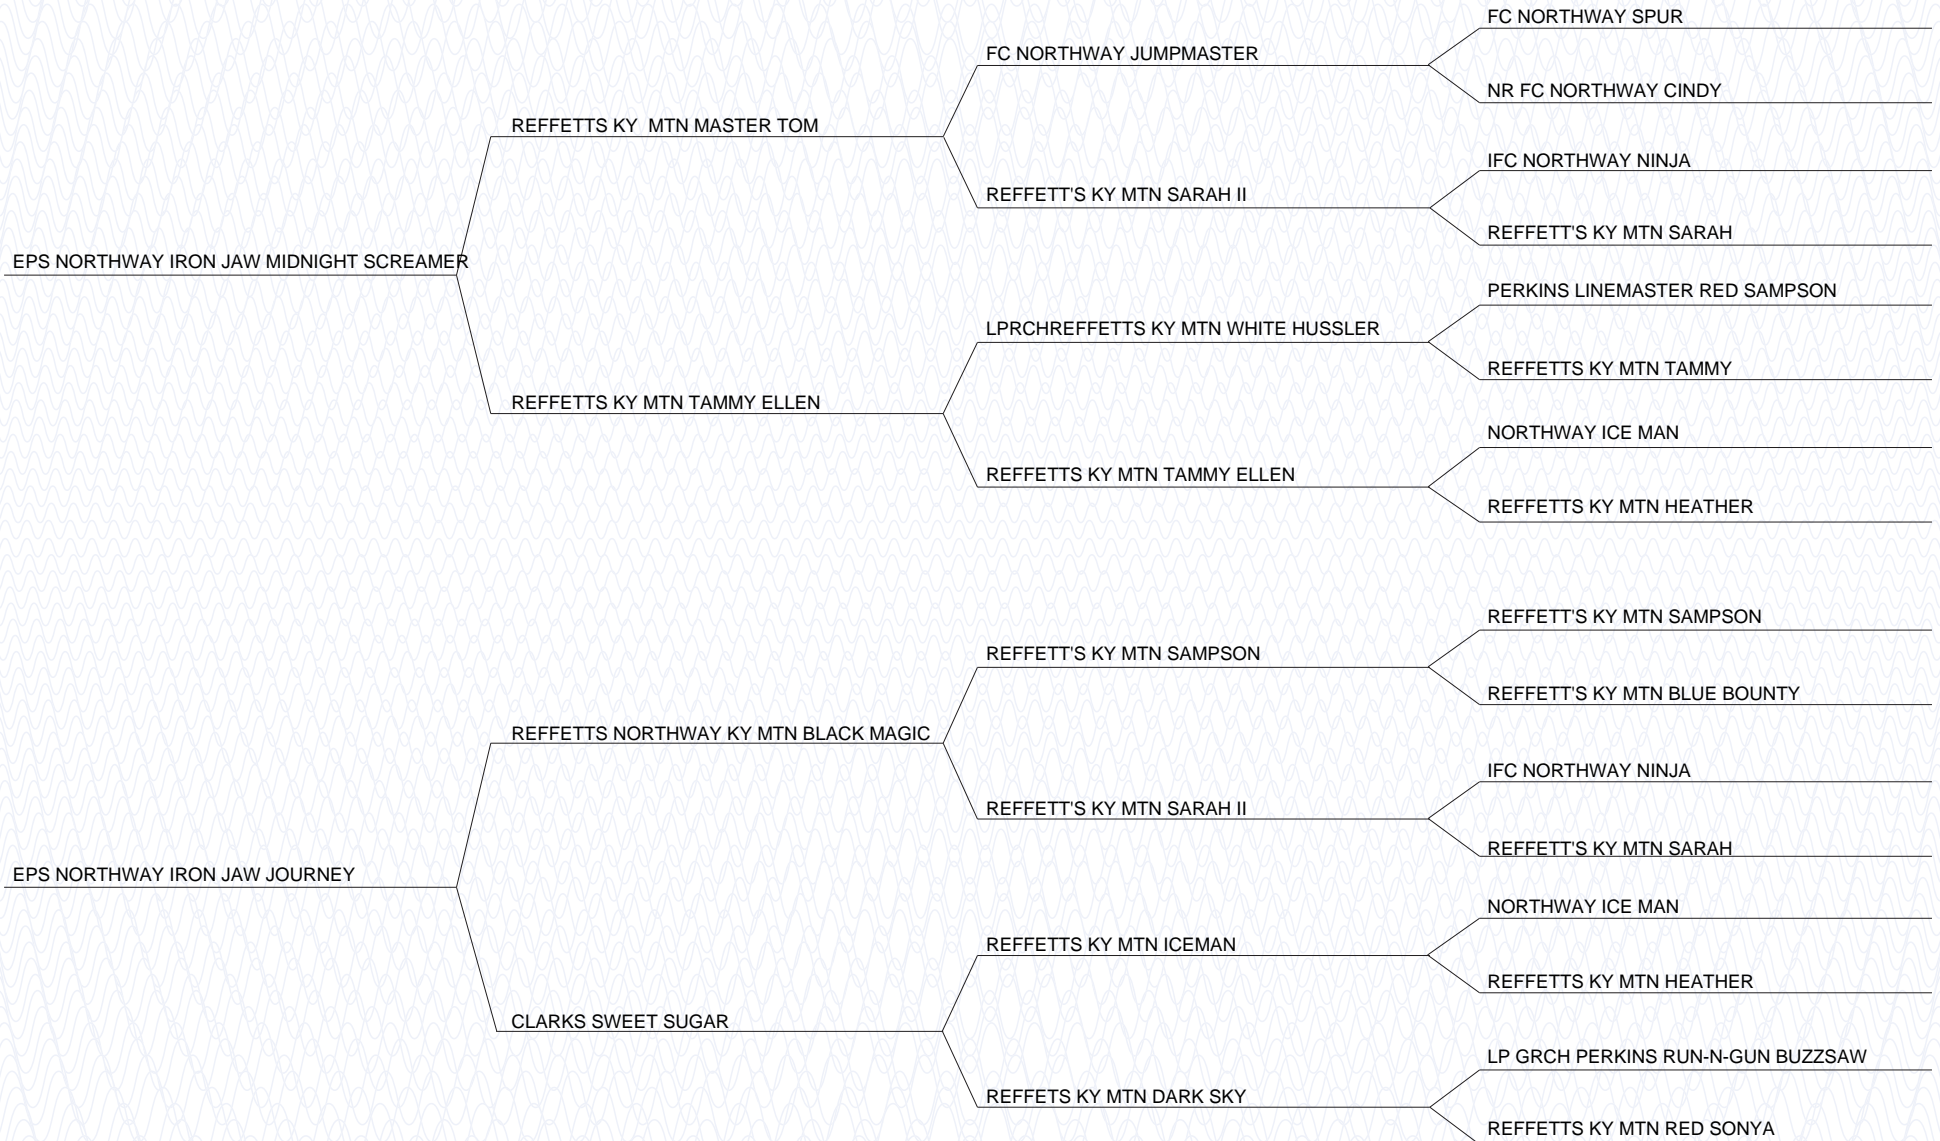 FC NORTHWAY SPUR
FC NORTHWAY JUMPMASTER
NR FC NORTHWAY CINDY
REFFETTS KY  MTN MASTER TOM
IFC NORTHWAY NINJA
REFFETT'S KY MTN SARAH II
REFFETT'S KY MTN SARAH
EPS NORTHWAY IRON JAW MIDNIGHT SCREAMER
PERKINS LINEMASTER RED SAMPSON
LPRCHREFFETTS KY MTN WHITE HUSSLER
REFFETTS KY MTN TAMMY
REFFETTS KY MTN TAMMY ELLEN
NORTHWAY ICE MAN
REFFETTS KY MTN TAMMY ELLEN
REFFETTS KY MTN HEATHER
REFFETT'S KY MTN SAMPSON
REFFETT'S KY MTN SAMPSON
REFFETT'S KY MTN BLUE BOUNTY
REFFETTS NORTHWAY KY MTN BLACK MAGIC
IFC NORTHWAY NINJA
REFFETT'S KY MTN SARAH II
REFFETT'S KY MTN SARAH
EPS NORTHWAY IRON JAW JOURNEY
NORTHWAY ICE MAN
REFFETTS KY MTN ICEMAN
REFFETTS KY MTN HEATHER
CLARKS SWEET SUGAR
LP GRCH PERKINS RUN-N-GUN BUZZSAW
REFFETS KY MTN DARK SKY
REFFETTS KY MTN RED SONYA